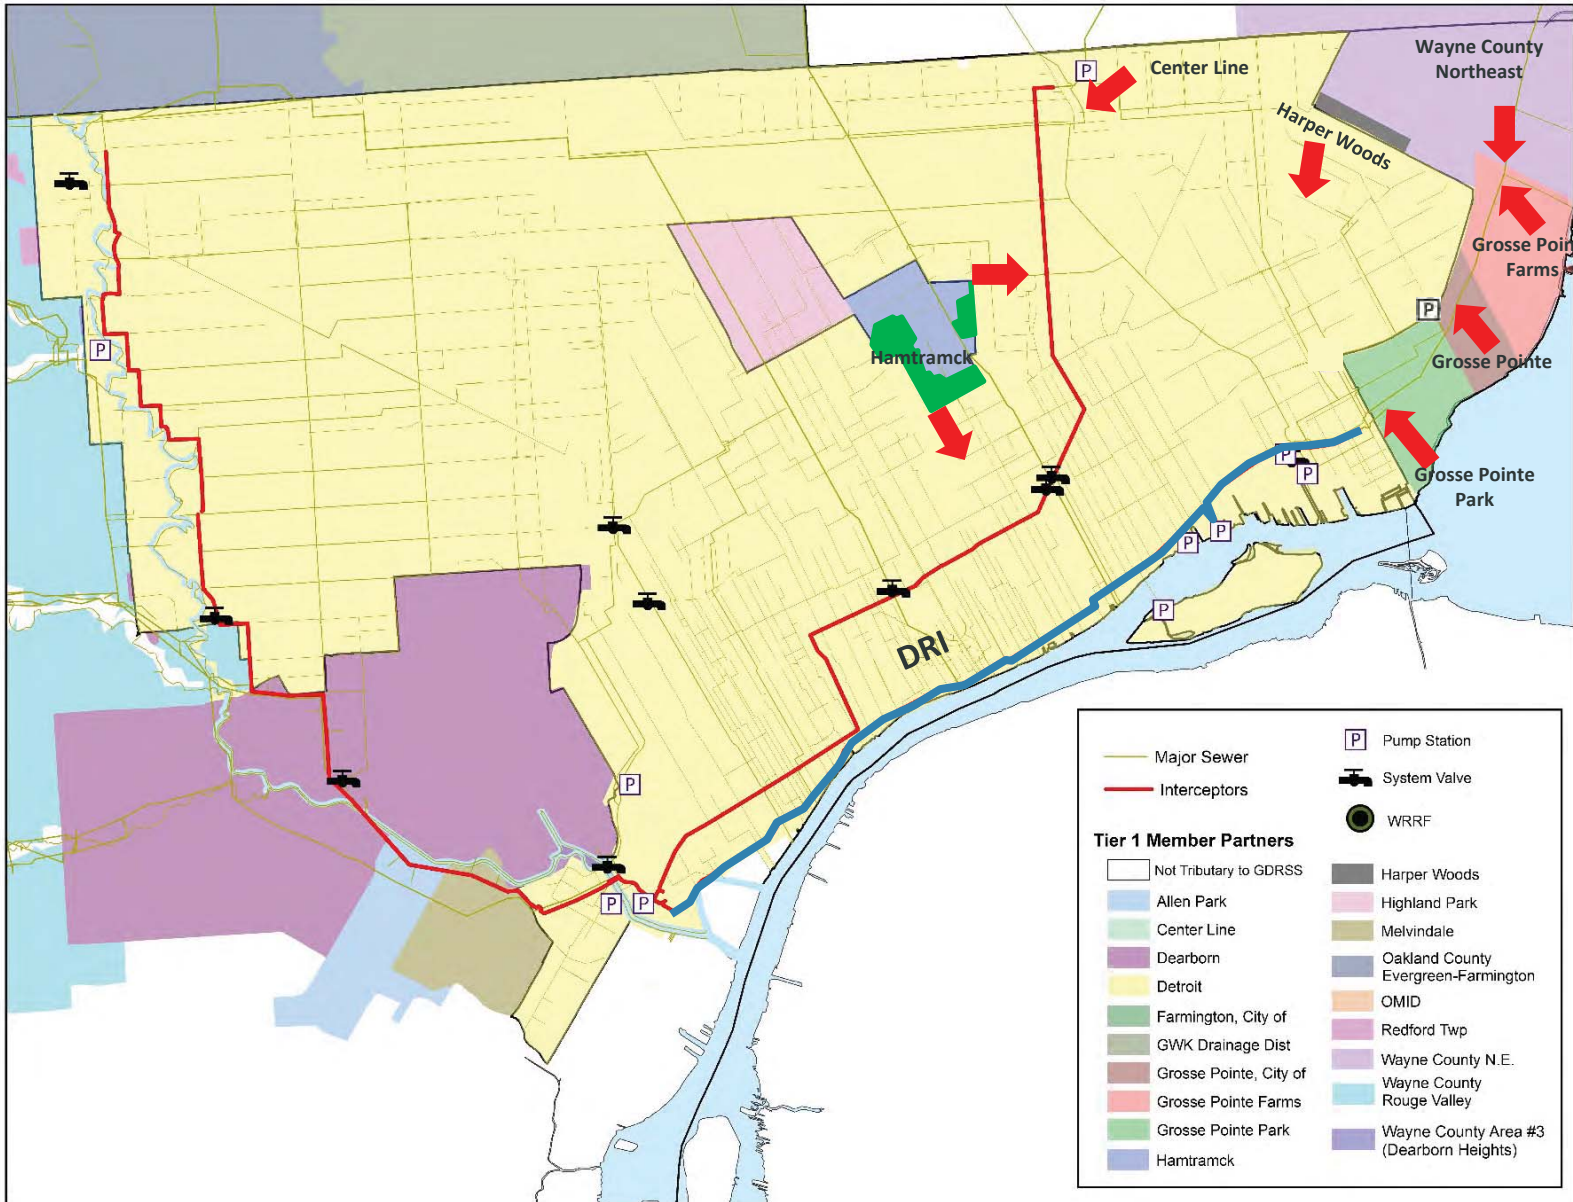 Wayne County
Northeast
P
Center Line
Harper Woods
Grosse Poin
Farms
P
P
Hamtramck
Grosse Pointe
P
P
Grosse Pointe
Park
P
P
P
DRI
P
P
P
Major Sewer
Interceptors
P Pump Station
System Valve
WRRF
Tier 1 Member Partners
Not Tributary to GDRSS
Allen Park
Center Line
Dearborn
Detroit
Farmington, City of
GWK Drainage Dist
Grosse Pointe, City of
Grosse Pointe Farms
Grosse Pointe Park
Hamtramck
Harper Woods
Highland Park
Melvindale
Oakland County
Evergreen-Farmington
OMID
Redford Twp
Wayne County N.E.
Wayne County
Rouge Valley
Wayne County Area #3
(Dearborn Heights)